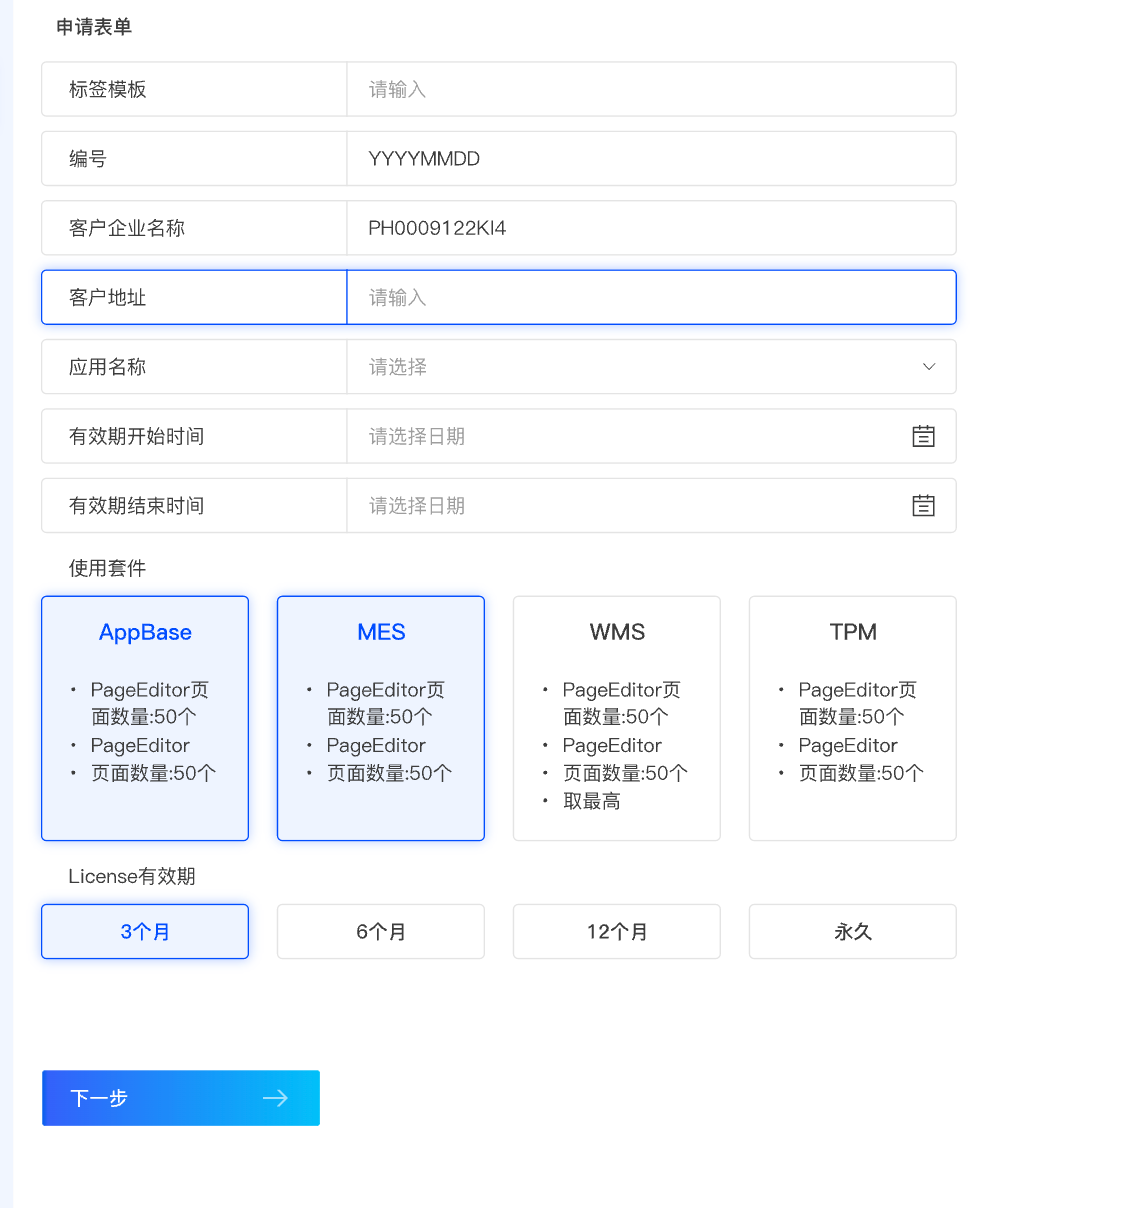 申请表单
标签模板 请输入
编号 YYYYMMDD
客户企业名称 PH0009122KI4
客户地址 请输入
应用名称 请选择
有效期开始时间 请选择日期
有效期结束时间 请选择日期
使用套件
AppBase
• PageEditor页
面数量:50个
• PageEditor
• 页面数量:50个
MES
• PageEditor页
面数量:50个
• PageEditor
• 页面数量:50个
WMS
• PageEditor页
面数量:50个
• PageEditor
• 页面数量:50个
• 取最高
TPM
• PageEditor页
面数量:50个
• PageEditor
• 页面数量:50个
License有效期
3个月 6个月 12个月 永久
下一步